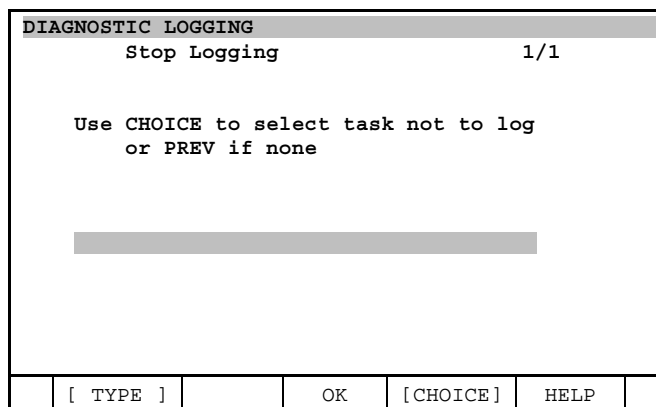 DIAGNOSTIC LOGGING
Stop Logging 1/1
Use CHOICE to select task not to log
or PREV if none
[ TYPE ] OK [CHOICE] HELP